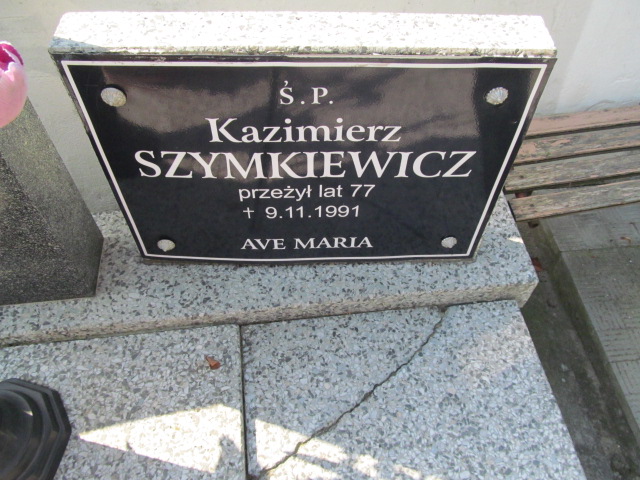 Ś.P.
Kazimierz
SZYMKIEWICZ
przeżył lat 77
✝ 9.11.1991
AVE MARIA